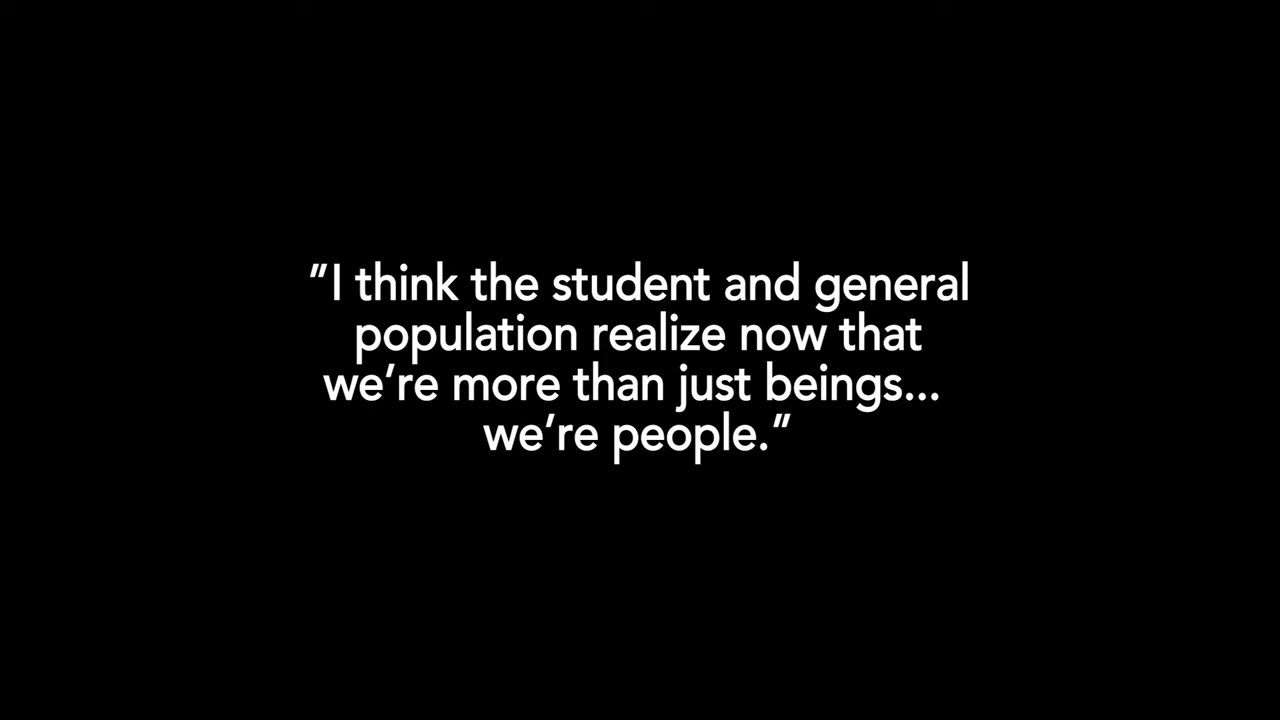 "I think the student and general
population realize now that
we're more than just beings...
we're people."